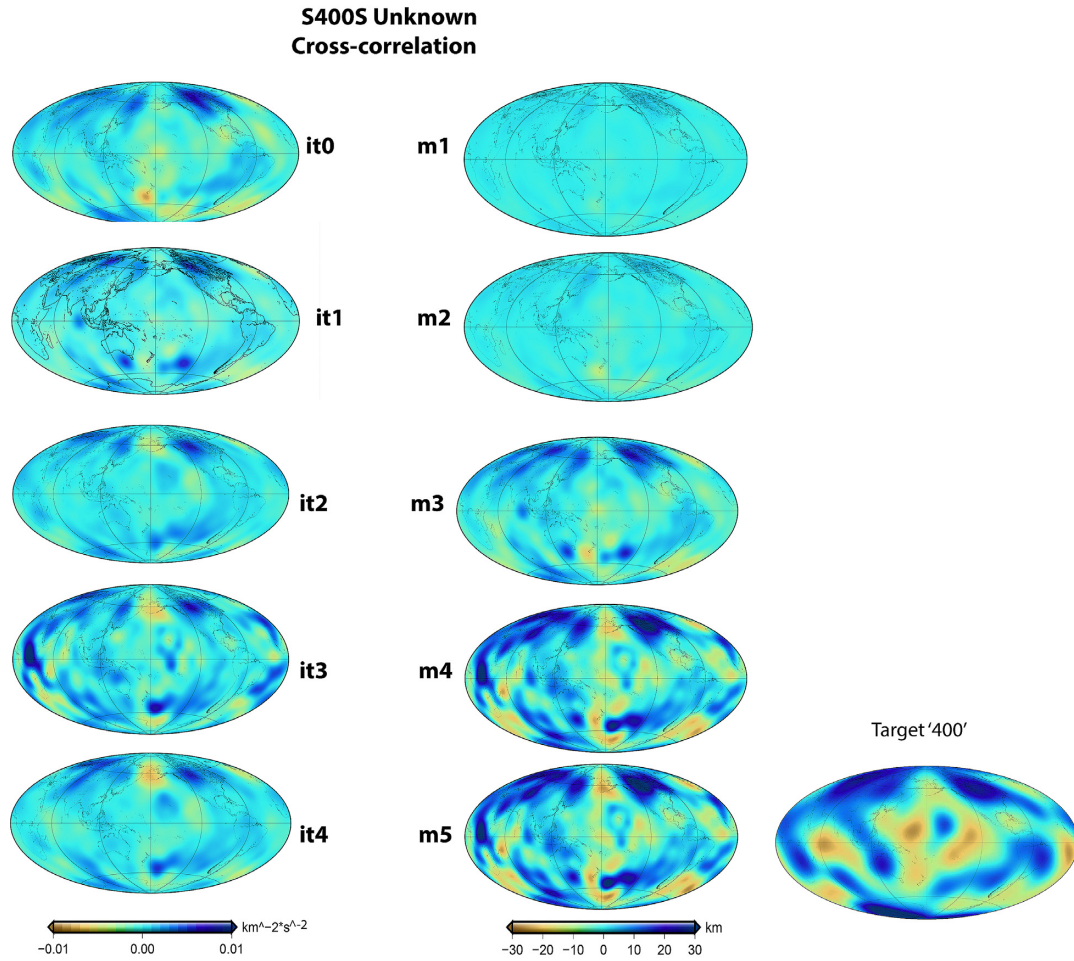 S400S Unknown
Cross-correlation
it0
m1
it1
m2
it2
m3
it3
m4
Target ‘400’
it4
m5
km^−2*s^−2
−0.01 0.00 0.01
km
−30 −20 −10 0 10 20 30